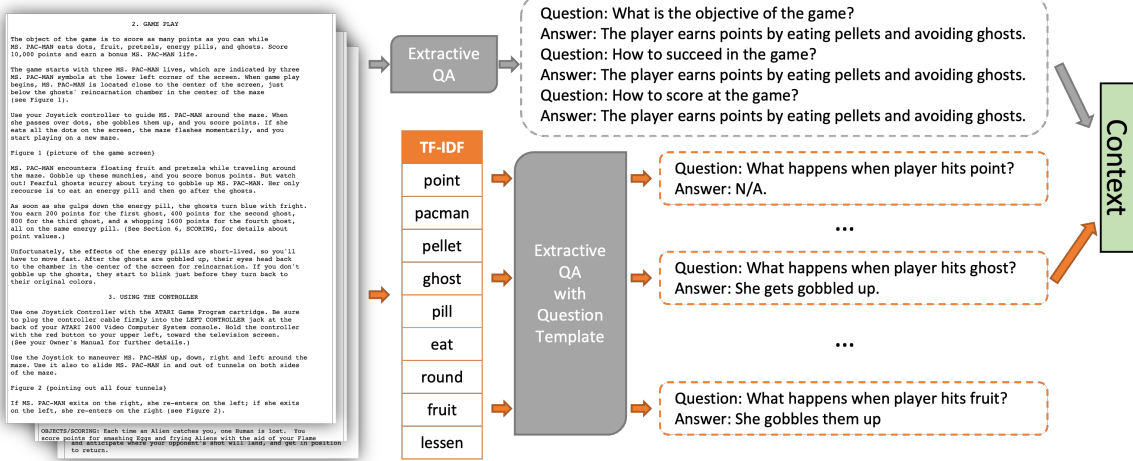 2. GAME PLAY
The object of the game is to score as many points as you can while
MS. PAC-MAN eats dots, fruit, pretzels, energy pills, and ghosts. Score
10,000 points and earn a bonus MS. PAC-MAN life.
The game starts with three MS. PAC-MAN lives, which are indicated by three
MS. PAC-MAN symbols at the lower left corner of the screen. When game play
begins, MS. PAC-MAN is located close to the center of the screen, just
below the ghosts' reincarnation chamber in the center of the maze
(see Figure 1).
Use your Joystick controller to guide MS. PAC-MAN around the maze. When
she passes over dots, she gobbles them up, and you score points. If she
eats all the dots on the screen, the maze flashes momentarily, and you
start playing on a new maze.
Figure 1 {picture of the game screen}
MS. PAC-MAN encounters floating fruit and pretzels while traveling around
the maze. Gobble up these munchies, and you score bonus points. But watch
out! Fearful ghosts scurry about trying to gobble up MS. PAC-MAN. Her only
recourse is to eat an energy pill and then go after the ghosts.
As soon as she gulps down the energy pill, the ghosts turn blue with fright.
You earn 200 points for the first ghost, 400 points for the second ghost,
800 for the third ghost, and a whopping 1600 points for the fourth ghost,
all on the same energy pill. (See Section 6, SCORING, for details about
point values.)
Unfortunately, the effects of the energy pills are short-lived, so you'll
have to move fast. After the ghosts are gobbled up, their eyes head back
to the chamber in the center of the screen for reincarnation. If you don't
gobble up the ghosts, they start to blink just before they turn back to
their original colors.
3. USING THE CONTROLLER
Use one Joystick Controller with the ATARI Game Program cartridge. Be sure
to plug the controller cable firmly into the LEFT CONTROLLER jack at the
back of your ATARI 2600 Video Computer System console. Hold the controller
with the red botton to your upper left, toward the television screen.
(See your Owner's Manual for further details.)
Use the Joystick to maneuver MS. PAC-MAN up, down, right and left around the
maze. Use it also to slide MS. PAC-MAN in and out of tunnels on both sides
of the maze.
Figure 2 {pointing out all four tunnels}
If MS. PAC-MAN exits on the right, she re-enters on the left; if she exits
on the left, she re-enters on the right (see Figure 2).
OBJECTS/SCORING: Each time an Alien catches you, one Human is lost. You
score points for smashing Eggs and frying Aliens with the aid of your Flame
and anticipate where your opponent's shot will land, and get in position
to return.
Extractive
QA
Question: What is the objective of the game?
Answer: The player earns points by eating pellets and avoiding ghosts.
Question: How to succeed in the game?
Answer: The player earns points by eating pellets and avoiding ghosts.
Question: How to score at the game?
Answer: The player earns points by eating pellets and avoiding ghosts.
TF-IDF
point
pacman
pellet
ghost
pill
eat
round
fruit
lessen
Extractive
QA
with
Question
Template
Question: What happens when player hits point?
Answer: N/A.
...
Question: What happens when player hits ghost?
Answer: She gets gobbled up.
...
Question: What happens when player hits fruit?
Answer: She gobbles them up
Context